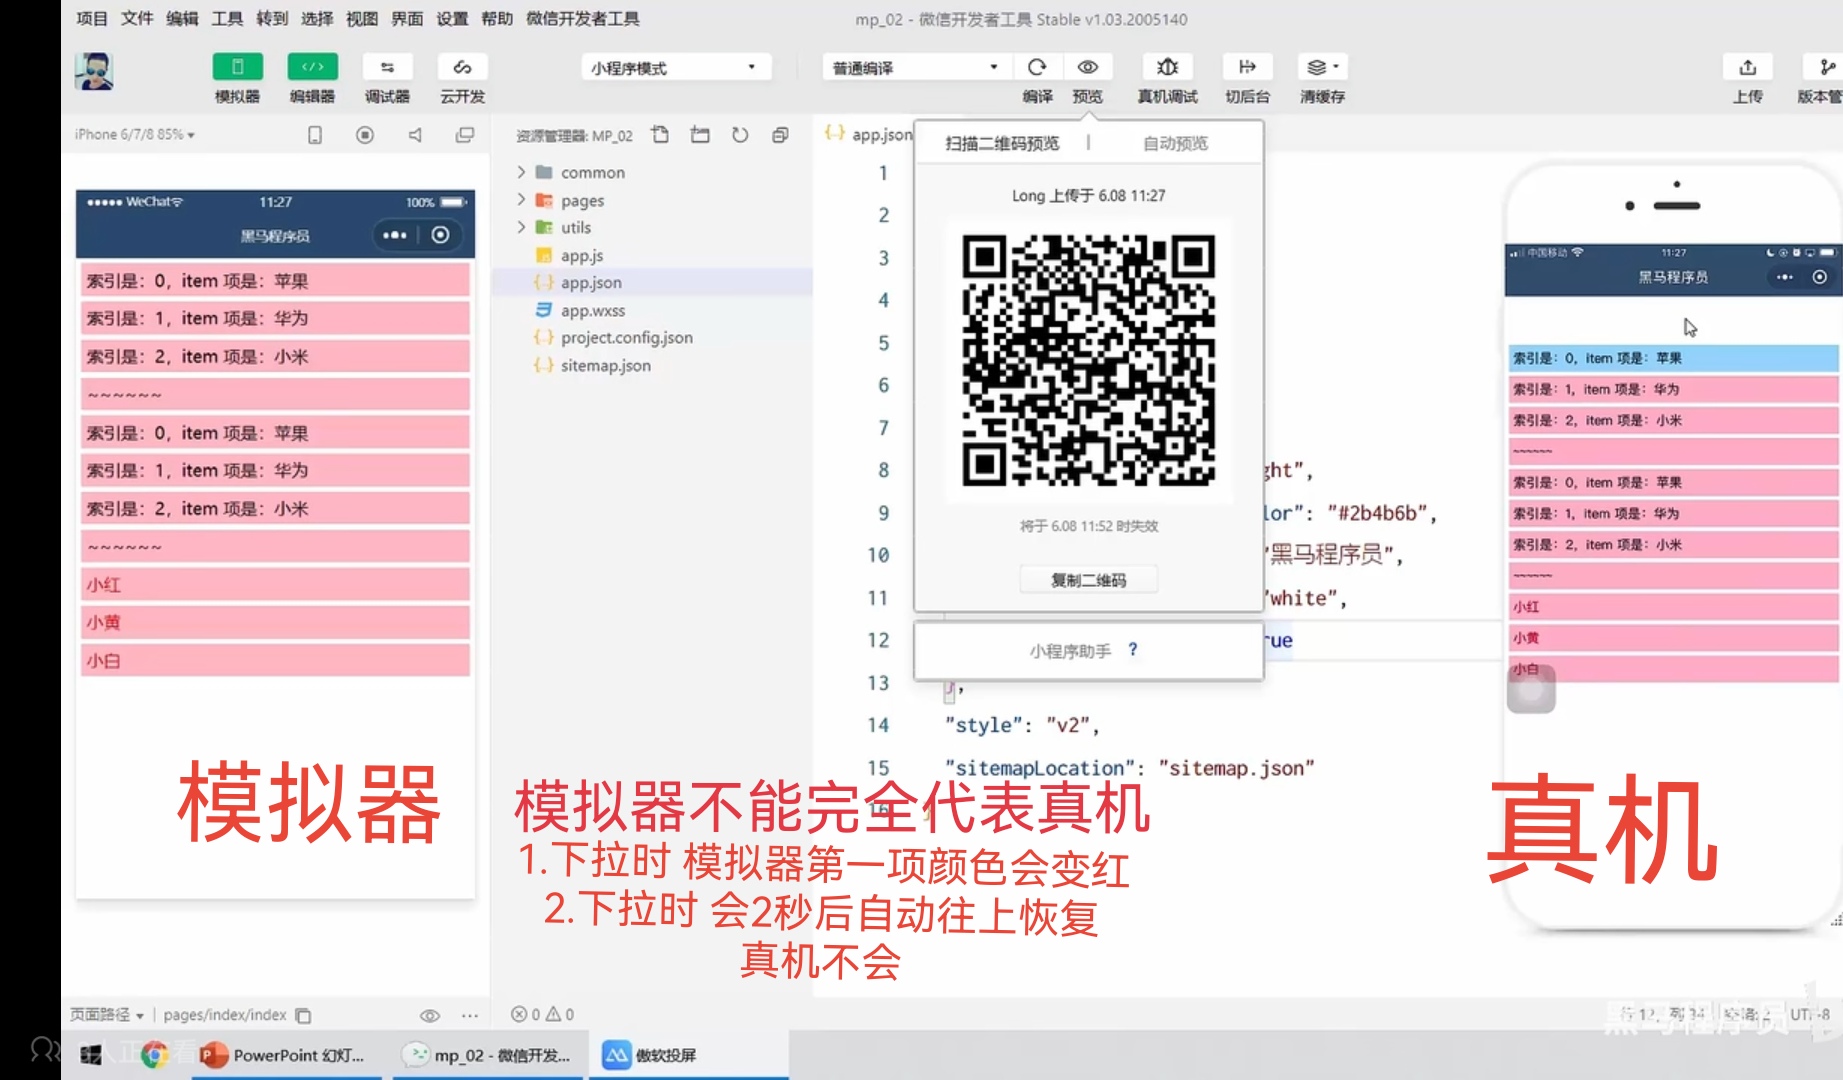 项目 文件 编辑 工具 转到 选择 视图 界面 设置 帮助 微信开发者工具
mp_02 - 微信开发者工具 Stable v1.03.2005140
模拟器 编辑器 调试器 云开发
小程序模式
普通编译
编译 预览 真机调试 切后台 清缓存
上传 版本管
iPhone 6/7/8 85%
WeChat 11:27 100%
黑马程序员
索引是：0，item 项是：苹果
索引是：1，item 项是：华为
索引是：2，item 项是：小米
~~~~~~
索引是：0，item 项是：苹果
索引是：1，item 项是：华为
索引是：2，item 项是：小米
~~~~~~
小红
小黄
小白
模拟器
页面路径 | pages/index/index
资源管理器: MP_02
common
pages
utils
app.js
app.json
app.wxss
project.config.json
sitemap.json
app.json
1
2
3
4
5
6
7
8
9
10
11
12
13
14
15
16
扫描二维码预览 | 自动预览
Long 上传于 6.08 11:27
将于 6.08 11:52 时失效
复制二维码
小程序助手 ?
ght",
lor": "#2b4b6b",
"黑马程序员",
"white",
rue
},
"style": "v2",
"sitemapLocation": "sitemap.json"
}
模拟器不能完全代表真机
1.下拉时 模拟器第一项颜色会变红
2.下拉时 会2秒后自动往上恢复
真机不会
中国移动 11:27
黑马程序员
索引是：0，item 项是：苹果
索引是：1，item 项是：华为
索引是：2，item 项是：小米
~~~~~~
索引是：0，item 项是：苹果
索引是：1，item 项是：华为
索引是：2，item 项是：小米
~~~~~~
小红
小黄
小白
真机
0 0
黑马程序员
行 12，列 34 空格: 2 UTF-8
人正在看
PowerPoint 幻灯...
mp_02 - 微信开发...
傲软投屏